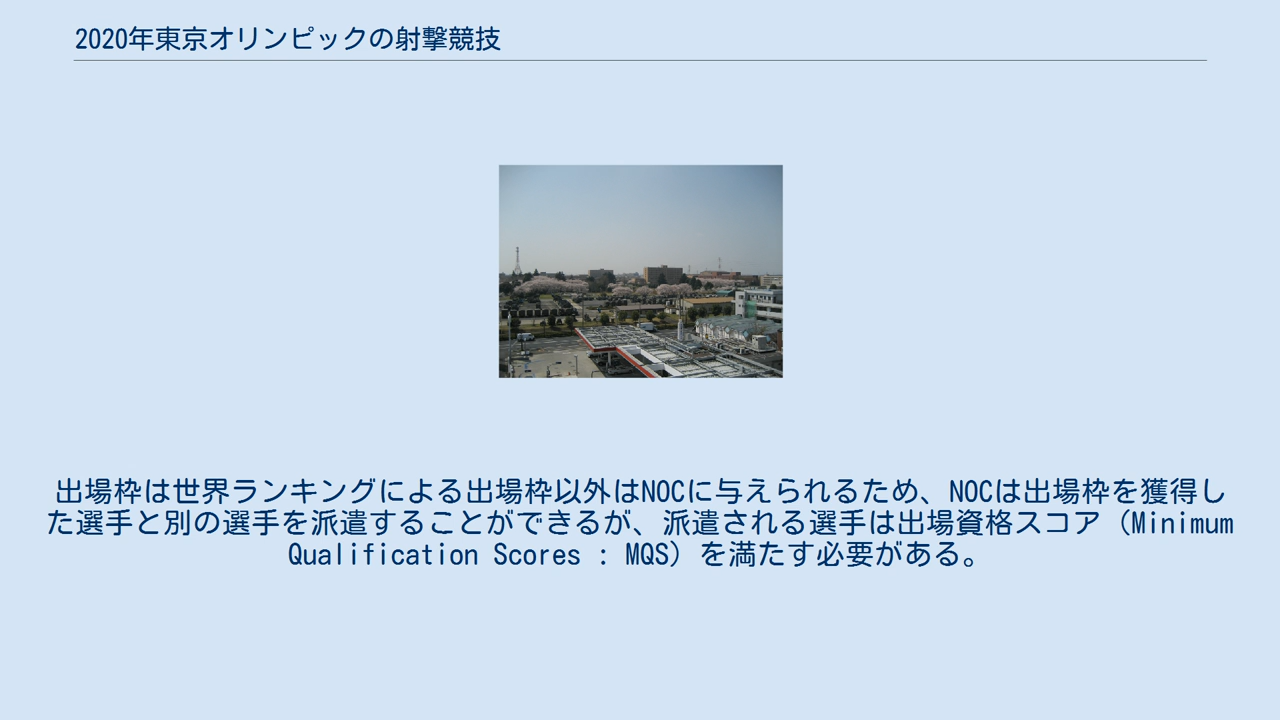 2020年東京オリンピックの射撃競技
出場枠は世界ランキングによる出場枠以外はNOCに与えられるため、NOCは出場枠を獲得し
た選手と別の選手を派遣することができるが、派遣される選手は出場資格スコア（Minimum
Qualification Scores : MQS）を満たす必要がある。